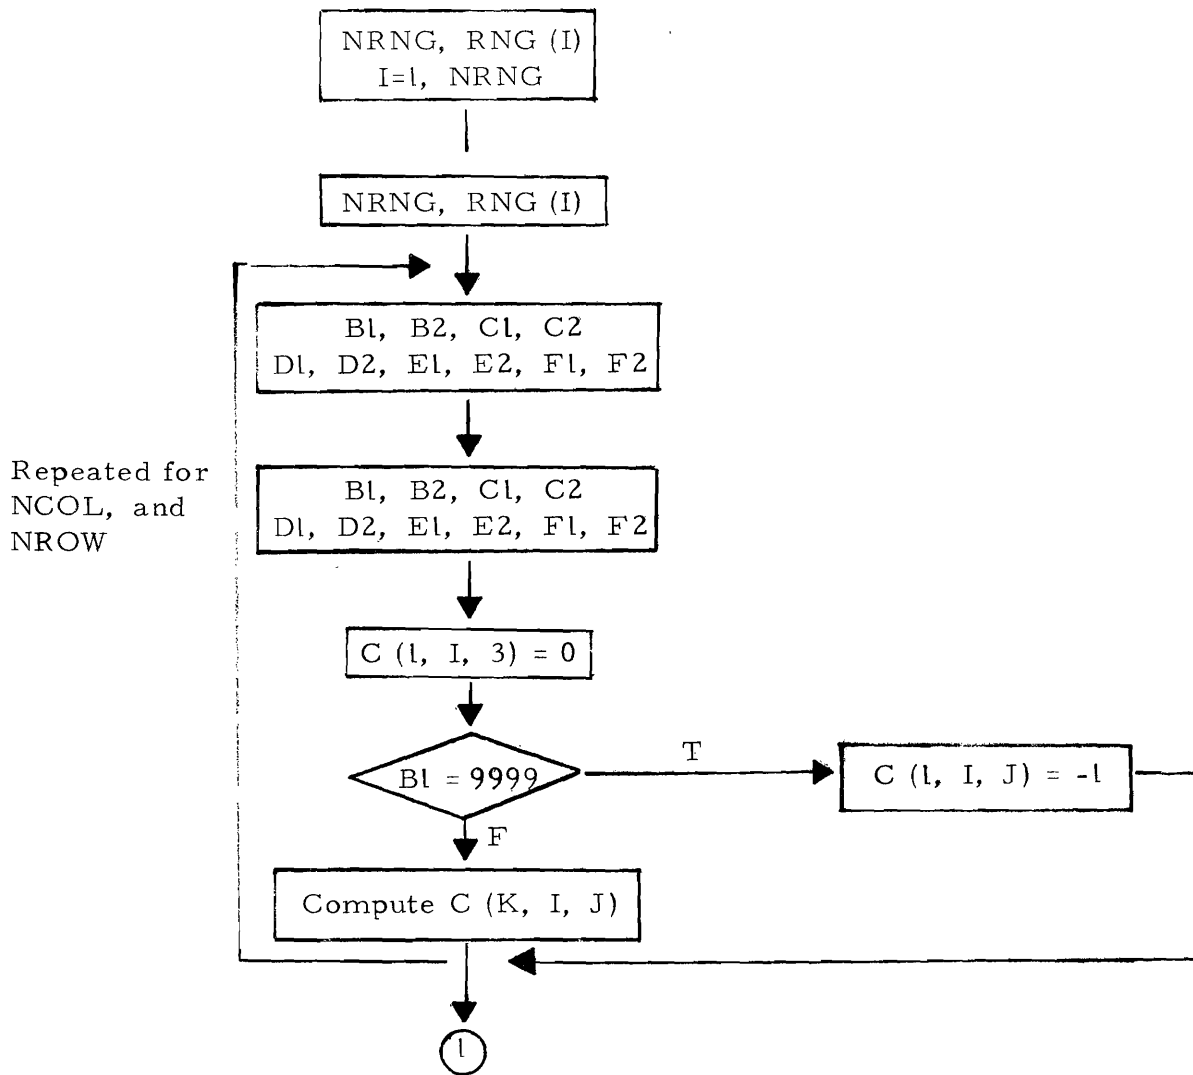 NRNG, RNG (I)
I=1, NRNG
NRNG, RNG (I)
B1, B2, C1, C2
D1, D2, E1, E2, F1, F2
Repeated for
NCOL, and
NROW
B1, B2, C1, C2
D1, D2, E1, E2, F1, F2
C (1, I, 3) = 0
B1 = 9999
T
C (1, I, J) = -1
F
Compute C (K, I, J)
1